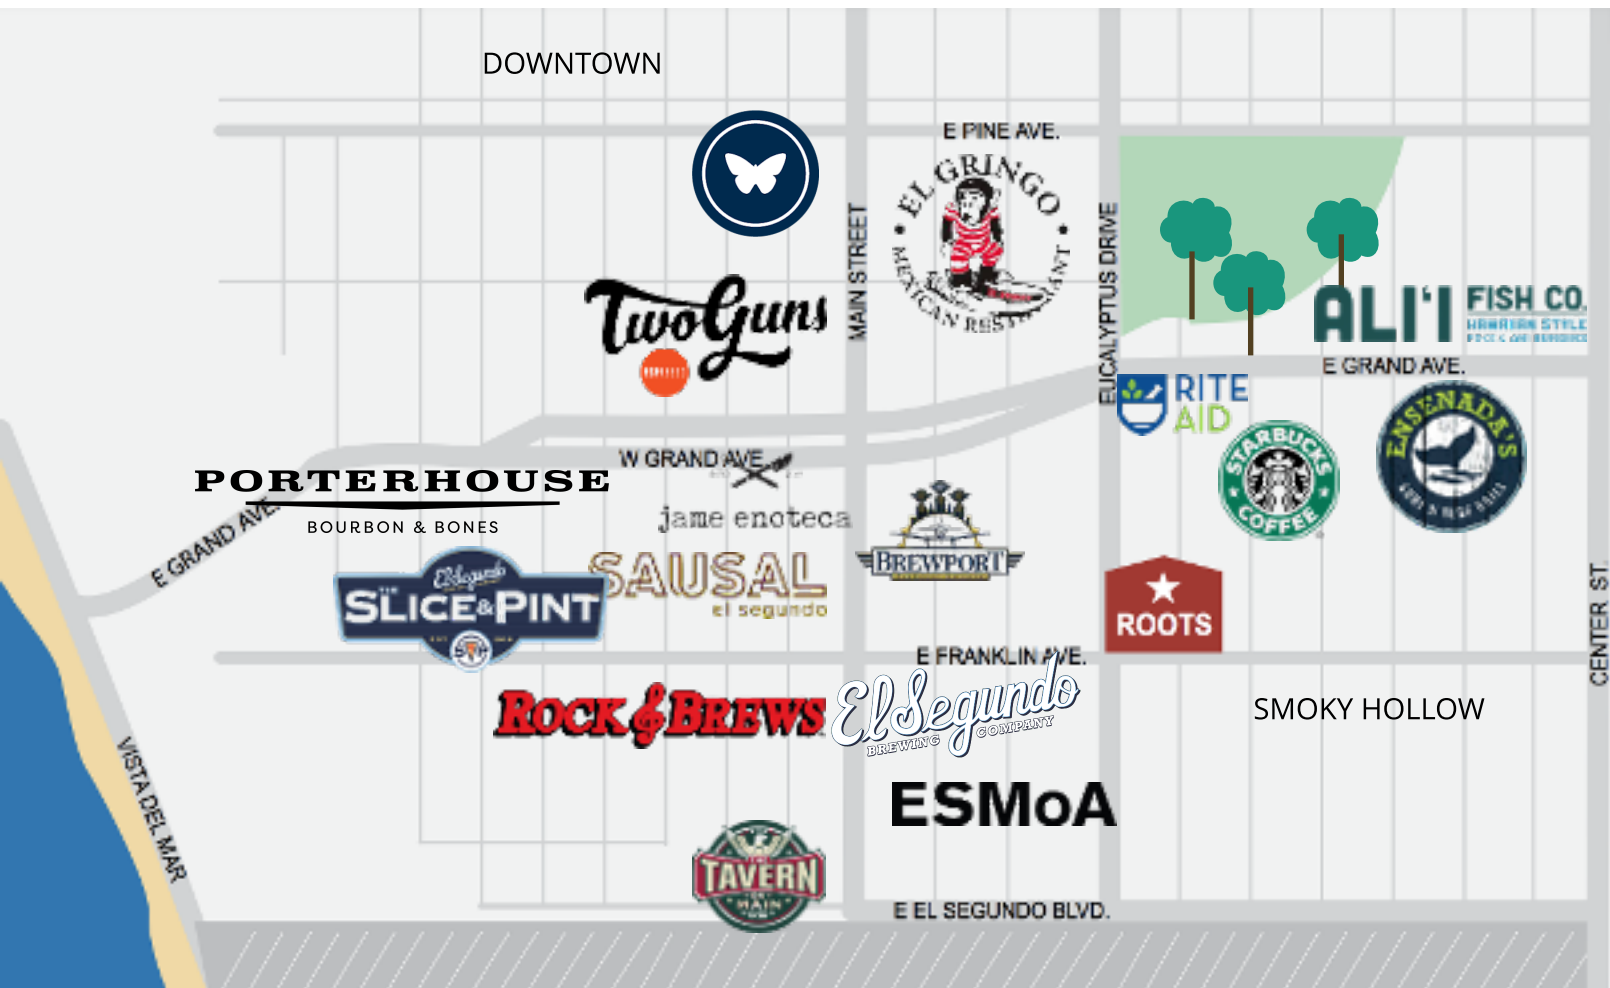 DOWNTOWN
E PINE AVE.
EL GRINGO
MEXICAN RESTAURANT
MAIN STREET
EUCALYPTUS DRIVE
TwoGuns
ALI'I
FISH CO.
HAWAIIAN STYLE
E GRAND AVE.
RITE
AID
ENSENADA'S
STARBUCKS
COFFEE
W GRAND AVE.
PORTERHOUSE
BOURBON & BONES
E GRAND AVE.
jame enoteca
BREWPORT
SAUSAL
el segundo
El Segundo
THE
SLICE & PINT
ROOTS
CENTER ST.
E FRANKLIN AVE.
El Segundo
BREWING COMPANY
ROCK & BREWS
SMOKY HOLLOW
VISTA DEL MAR
ESMoA
TAVERN
ON
MAIN
E EL SEGUNDO BLVD.